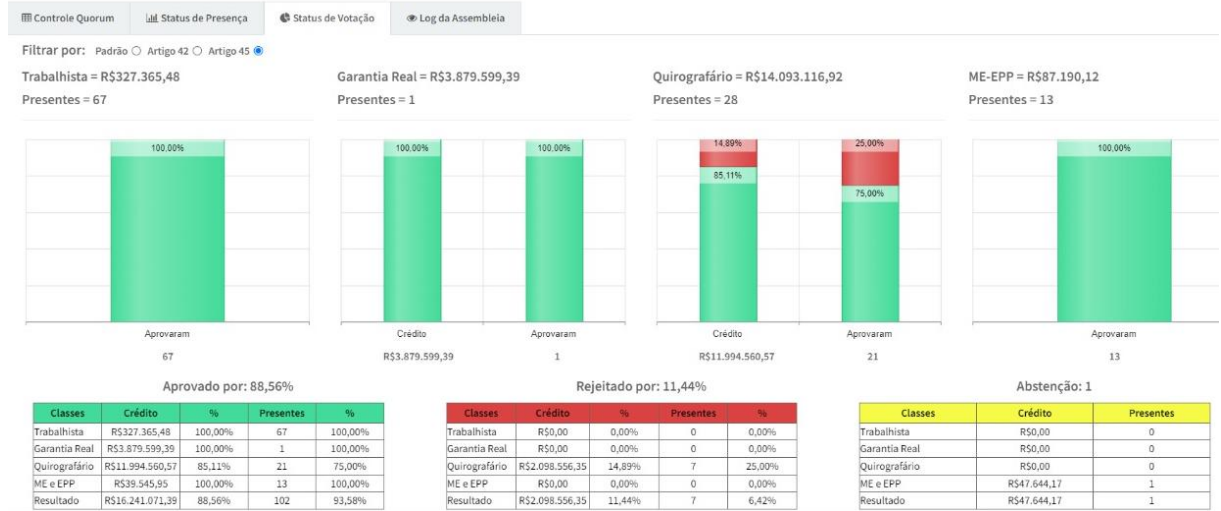 Controle Quorum Status de Presença Status de Votação Log da Assembleia
Filtrar por: Padrão Artigo 42 Artigo 45
Trabalhista = R$327.365,48 Garantia Real = R$3.879.599,39 Quirografário = R$14.093.116,92 ME-EPP = R$87.190,12
Presentes = 67 Presentes = 1 Presentes = 28 Presentes = 13
100,00% 100,00% 100,00% 14,89% 25,00% 100,00%
85,11%
75,00%
Aprovaram Crédito Aprovaram Crédito Aprovaram Aprovaram
67 R$3.879.599,39 1 R$11.994.560,57 21 13
Aprovado por: 88,56% Rejeitado por: 11,44% Abstenção: 1
Classes Crédito % Presentes % Classes Crédito % Presentes % Classes Crédito Presentes
Trabalhista R$327.365,48 100,00% 67 100,00% Trabalhista R$0,00 0,00% 0 0,00% Trabalhista R$0,00 0
Garantia Real R$3.879.599,39 100,00% 1 100,00% Garantia Real R$0,00 0,00% 0 0,00% Garantia Real R$0,00 0
Quirografário R$11.994.560,57 85,11% 21 75,00% Quirografário R$2.098.556,35 14,89% 7 25,00% Quirografário R$0,00 0
ME e EPP R$39.545,95 100,00% 13 100,00% ME e EPP R$0,00 0,00% 0 0,00% ME e EPP R$47.644,17 1
Resultado R$16.241.071,39 88,56% 102 93,58% Resultado R$2.098.556,35 11,44% 7 6,42% Resultado R$47.644,17 1